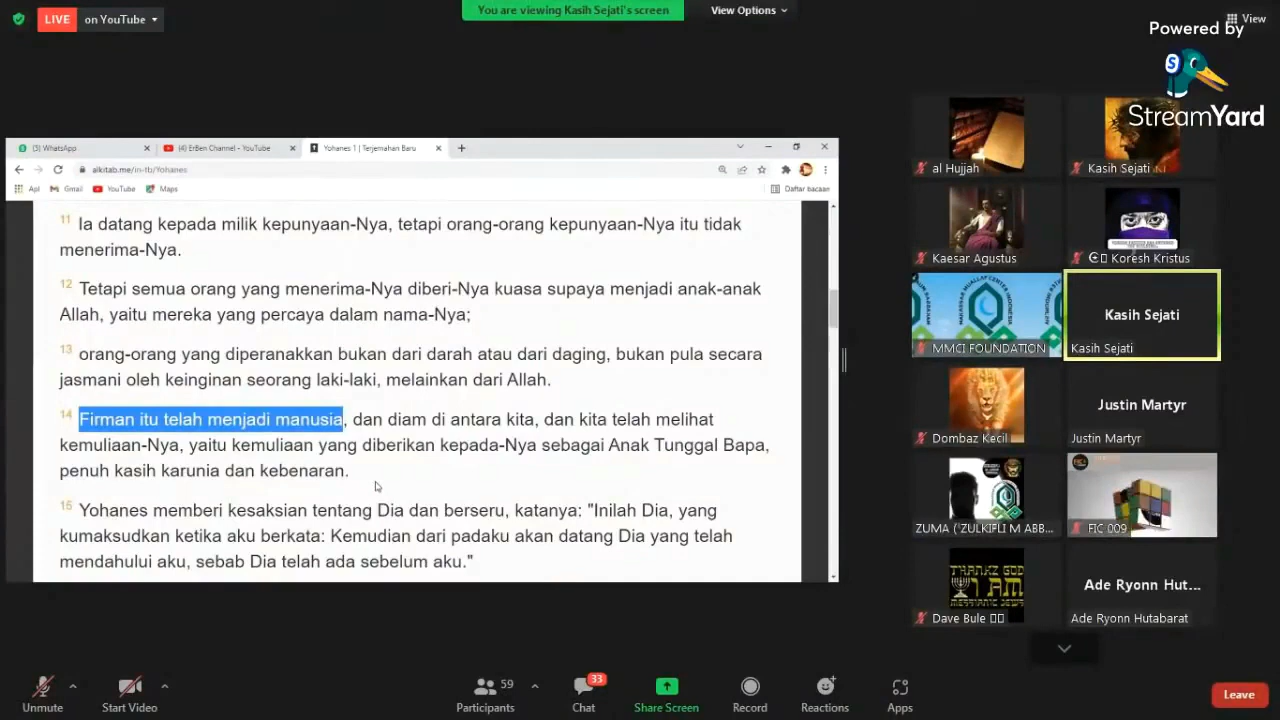 LIVE on YouTube
You are viewing Kasih Sejati's screen
View Options
View
Powered by
StreamYard
(5) WhatsApp
(4) ErBen Channel - YouTube
Yohanes 1 | Terjemahan Baru
alkitab.me/in-tb/Yohanes
Apl
Gmail
YouTube
Maps
Daftar bacaan
11 Ia datang kepada milik kepunyaan-Nya, tetapi orang-orang kepunyaan-Nya itu tidak
menerima-Nya.
12 Tetapi semua orang yang menerima-Nya diberi-Nya kuasa supaya menjadi anak-anak
Allah, yaitu mereka yang percaya dalam nama-Nya;
13 orang-orang yang diperanakkan bukan dari darah atau dari daging, bukan pula secara
jasmani oleh keinginan seorang laki-laki, melainkan dari Allah.
14 Firman itu telah menjadi manusia, dan diam di antara kita, dan kita telah melihat
kemuliaan-Nya, yaitu kemuliaan yang diberikan kepada-Nya sebagai Anak Tunggal Bapa,
penuh kasih karunia dan kebenaran.
15 Yohanes memberi kesaksian tentang Dia dan berseru, katanya: "Inilah Dia, yang
kumaksudkan ketika aku berkata: Kemudian dari padaku akan datang Dia yang telah
mendahului aku, sebab Dia telah ada sebelum aku."
al Hujjah
Kasih Sejati
Kaesar Agustus
Koresh Kristus
MMCI FOUNDATION
Kasih Sejati
Kasih Sejati
Dombaz Kecil
Justin Martyr
Justin Martyr
ZUMA ('ZULKIFLI M ABB...
FIC 009
THANKZ GOD
I AM
MESSIANIC JEWS
Dave Bule
Ade Ryonn Hut...
Ade Ryonn Hutabarat
Unmute
Start Video
59
Participants
33
Chat
Share Screen
Record
Reactions
Apps
Leave